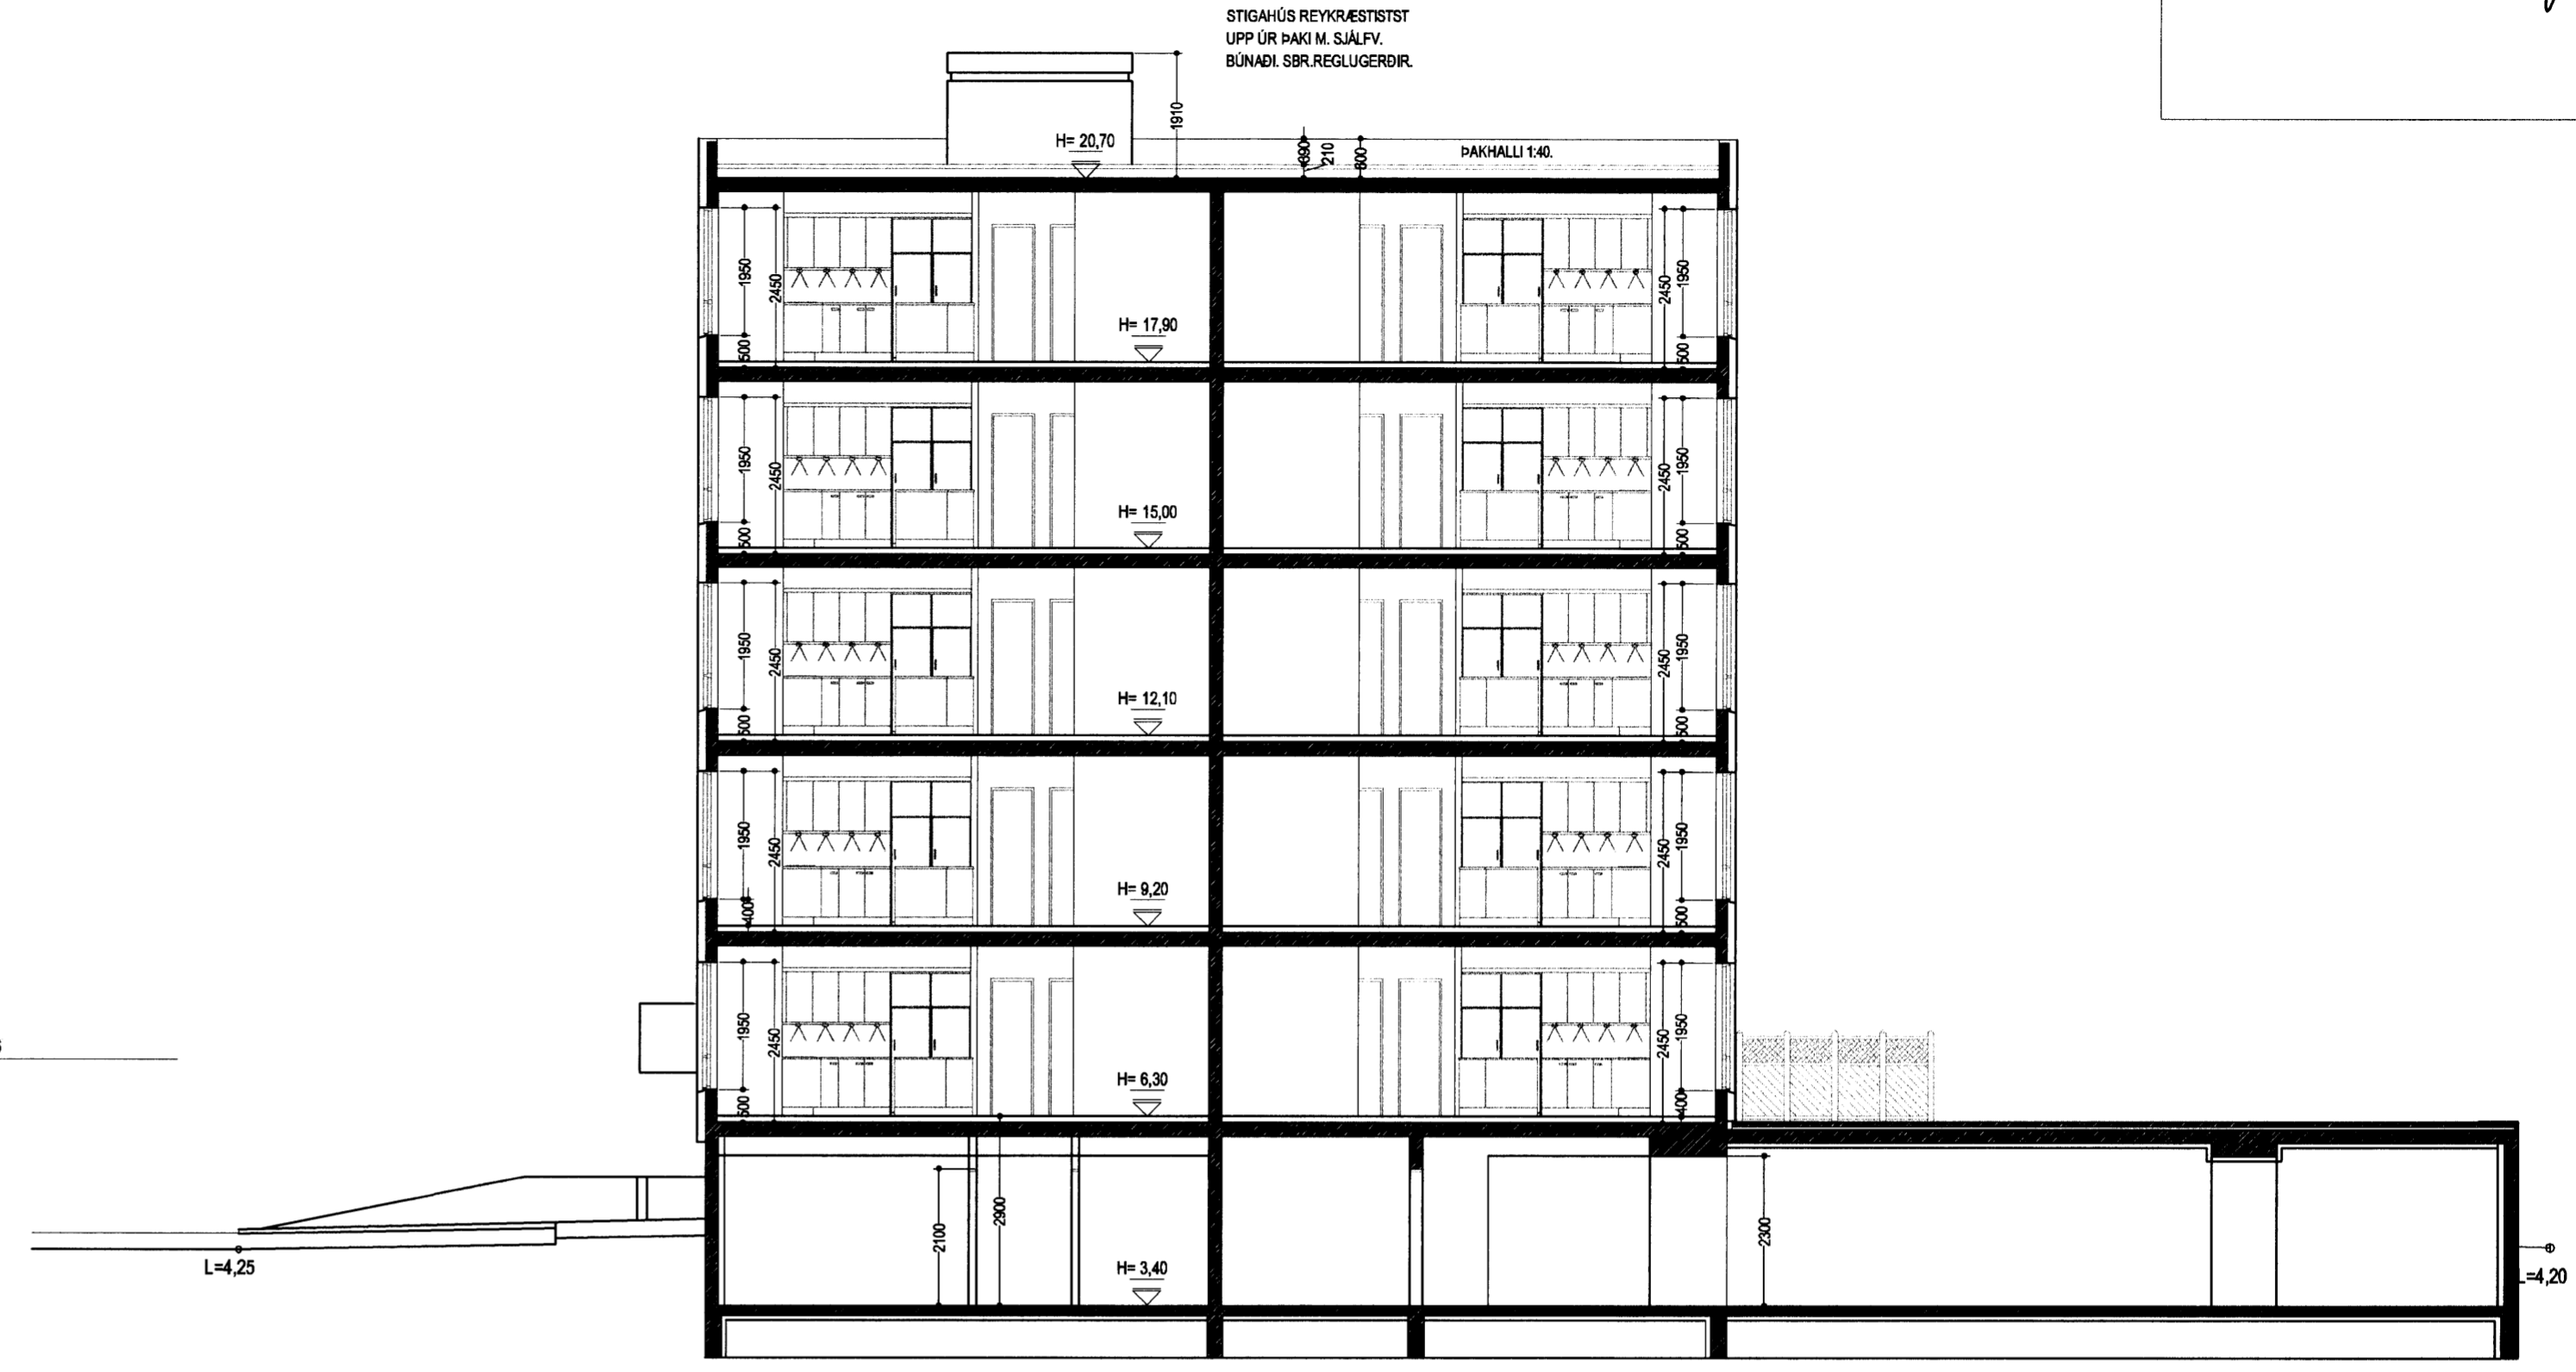 STIGAHÚS REYKRÆSTISTST
UPP ÚR ÞAKI M. SJÁLFV.
BÚNAÐI. SBR.REGLUGERÐIR.
1910
H= 20,70
690
210
800
ÞAKHALLI 1:40.
1950
2450
500
H= 17,90
2450
1950
500
1950
2450
500
H= 15,00
2450
1950
500
1950
2450
500
H= 12,10
2450
1950
500
1950
2450
400
H= 9,20
2450
1950
500
1950
2450
500
H= 6,30
2450
1950
400
2100
2900
2300
L=4,25
H= 3,40
L=4,20